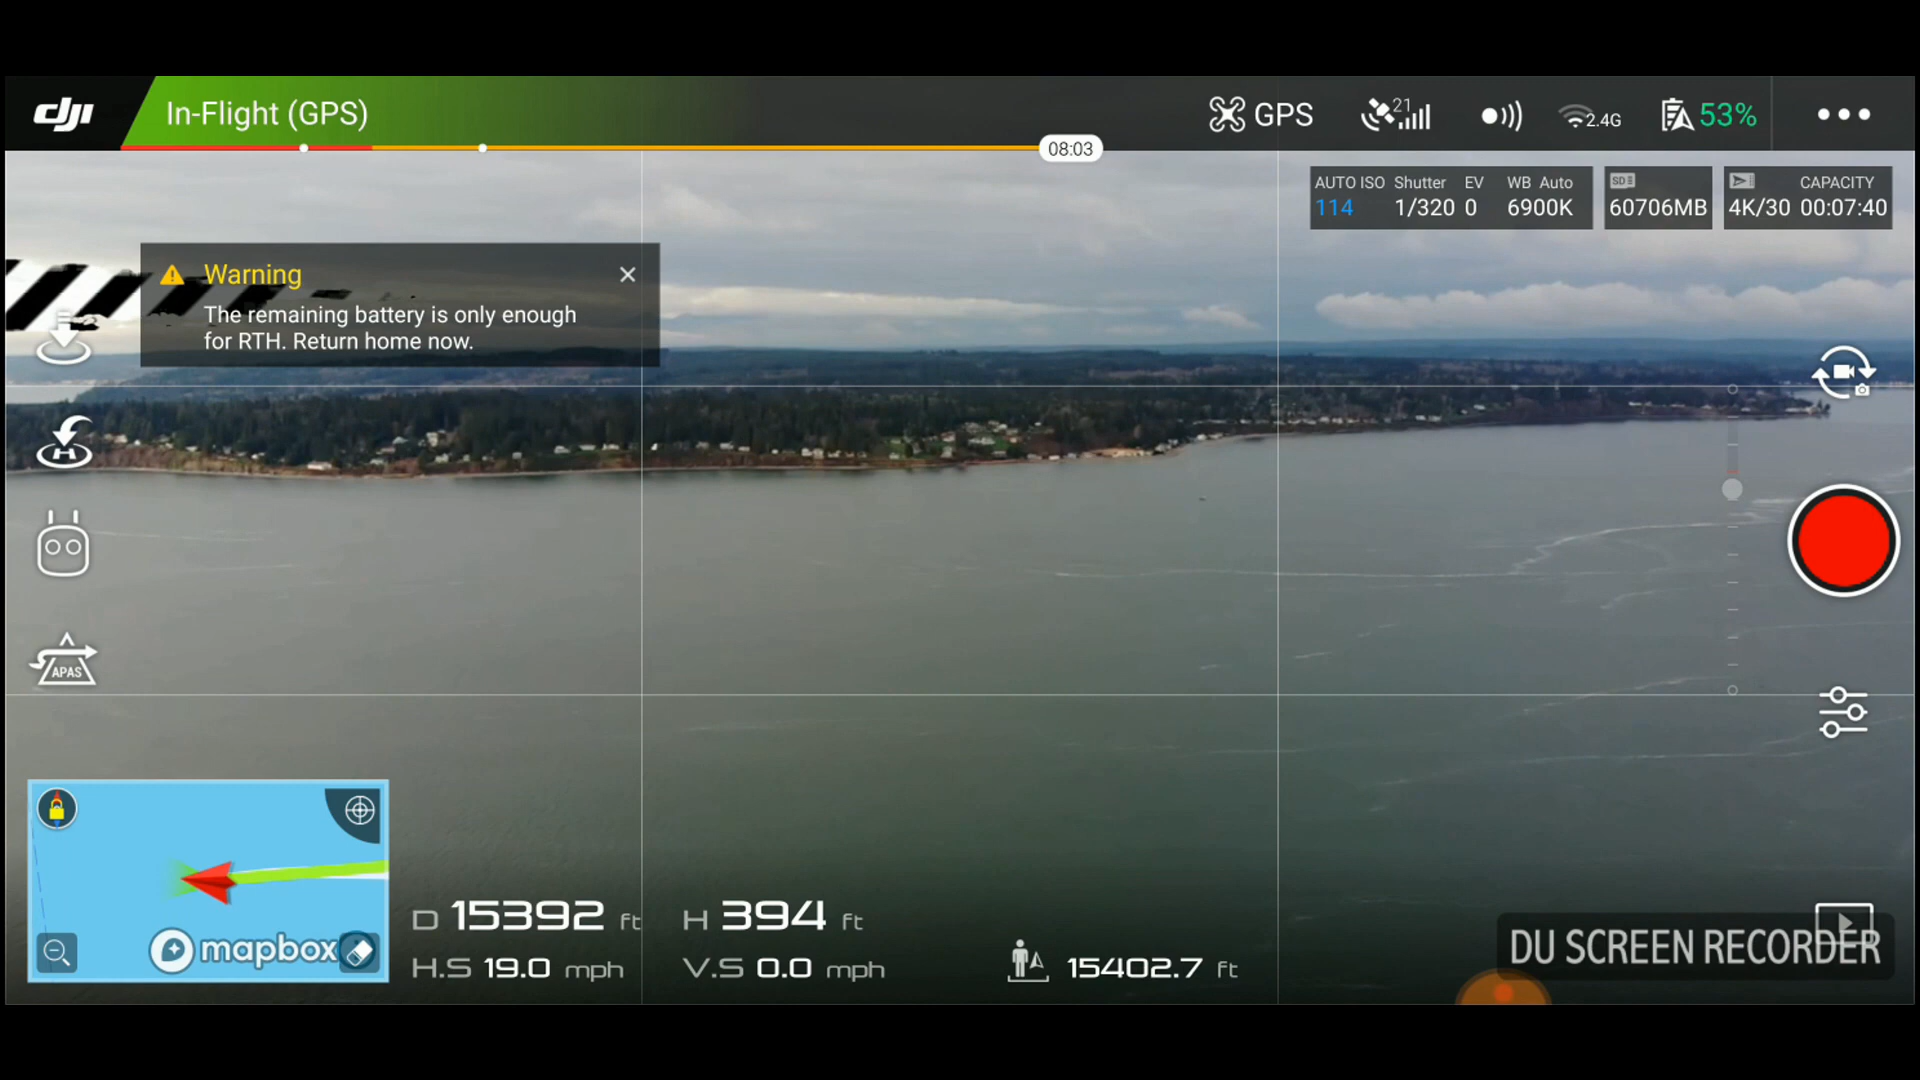 dji In-Flight (GPS) GPS 21 2.4G 53%
08:03
AUTO ISO Shutter EV WB Auto SD CAPACITY
114 1/320 0 6900K 60706MB 4K/30 00:07:40
Warning
The remaining battery is only enough
for RTH. Return home now.
H
APAS
mapbox
D 15392 ft H 394 ft
H.S 19.0 mph V.S 0.0 mph 15402.7 ft
DU SCREEN RECORDER